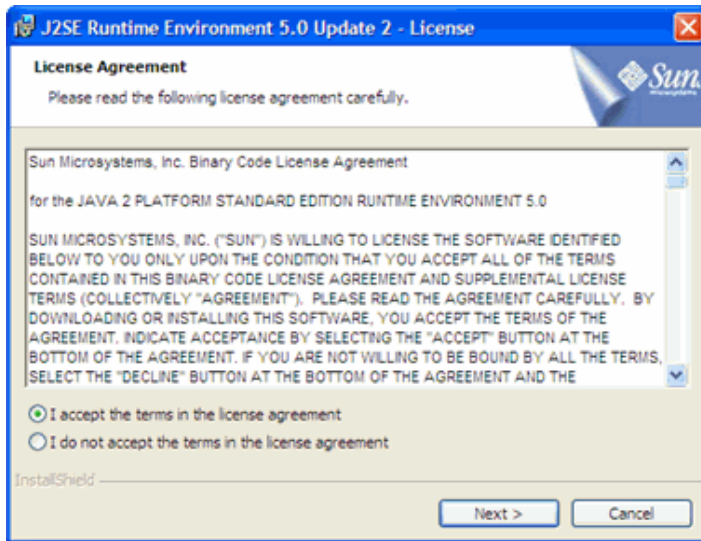 J2SE Runtime Environment 5.0 Update 2 - License
License Agreement
Please read the following license agreement carefully.
Sun
microsystems
Sun Microsystems, Inc. Binary Code License Agreement
for the JAVA 2 PLATFORM STANDARD EDITION RUNTIME ENVIRONMENT 5.0
SUN MICROSYSTEMS, INC. ("SUN") IS WILLING TO LICENSE THE SOFTWARE IDENTIFIED
BELOW TO YOU ONLY UPON THE CONDITION THAT YOU ACCEPT ALL OF THE TERMS
CONTAINED IN THIS BINARY CODE LICENSE AGREEMENT AND SUPPLEMENTAL LICENSE
TERMS (COLLECTIVELY "AGREEMENT"). PLEASE READ THE AGREEMENT CAREFULLY. BY
DOWNLOADING OR INSTALLING THIS SOFTWARE, YOU ACCEPT THE TERMS OF THE
AGREEMENT. INDICATE ACCEPTANCE BY SELECTING THE "ACCEPT" BUTTON AT THE
BOTTOM OF THE AGREEMENT. IF YOU ARE NOT WILLING TO BE BOUND BY ALL THE TERMS,
SELECT THE "DECLINE" BUTTON AT THE BOTTOM OF THE AGREEMENT AND THE
I accept the terms in the license agreement
I do not accept the terms in the license agreement
InstallShield
Next >
Cancel